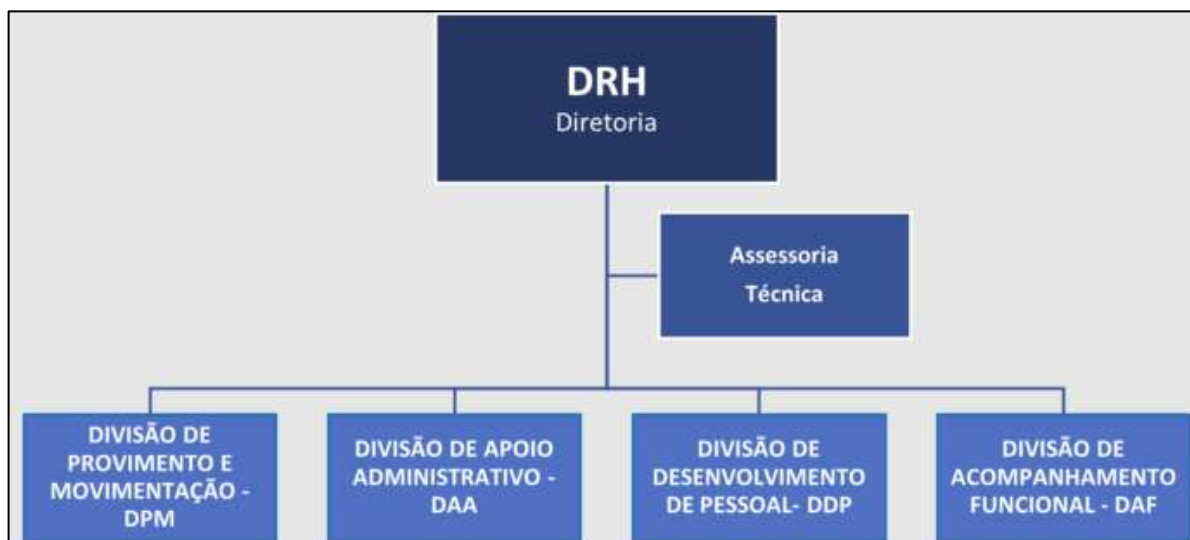 DRH
Diretoria
Assessoria
Técnica
DIVISÃO DE
PROVIMENTO E
MOVIMENTAÇÃO -
DPM
DIVISÃO DE APOIO
ADMINISTRATIVO -
DAA
DIVISÃO DE
DESENVOLVIMENTO
DE PESSOAL- DDP
DIVISÃO DE
ACOMPANHAMENTO
FUNCIONAL - DAF